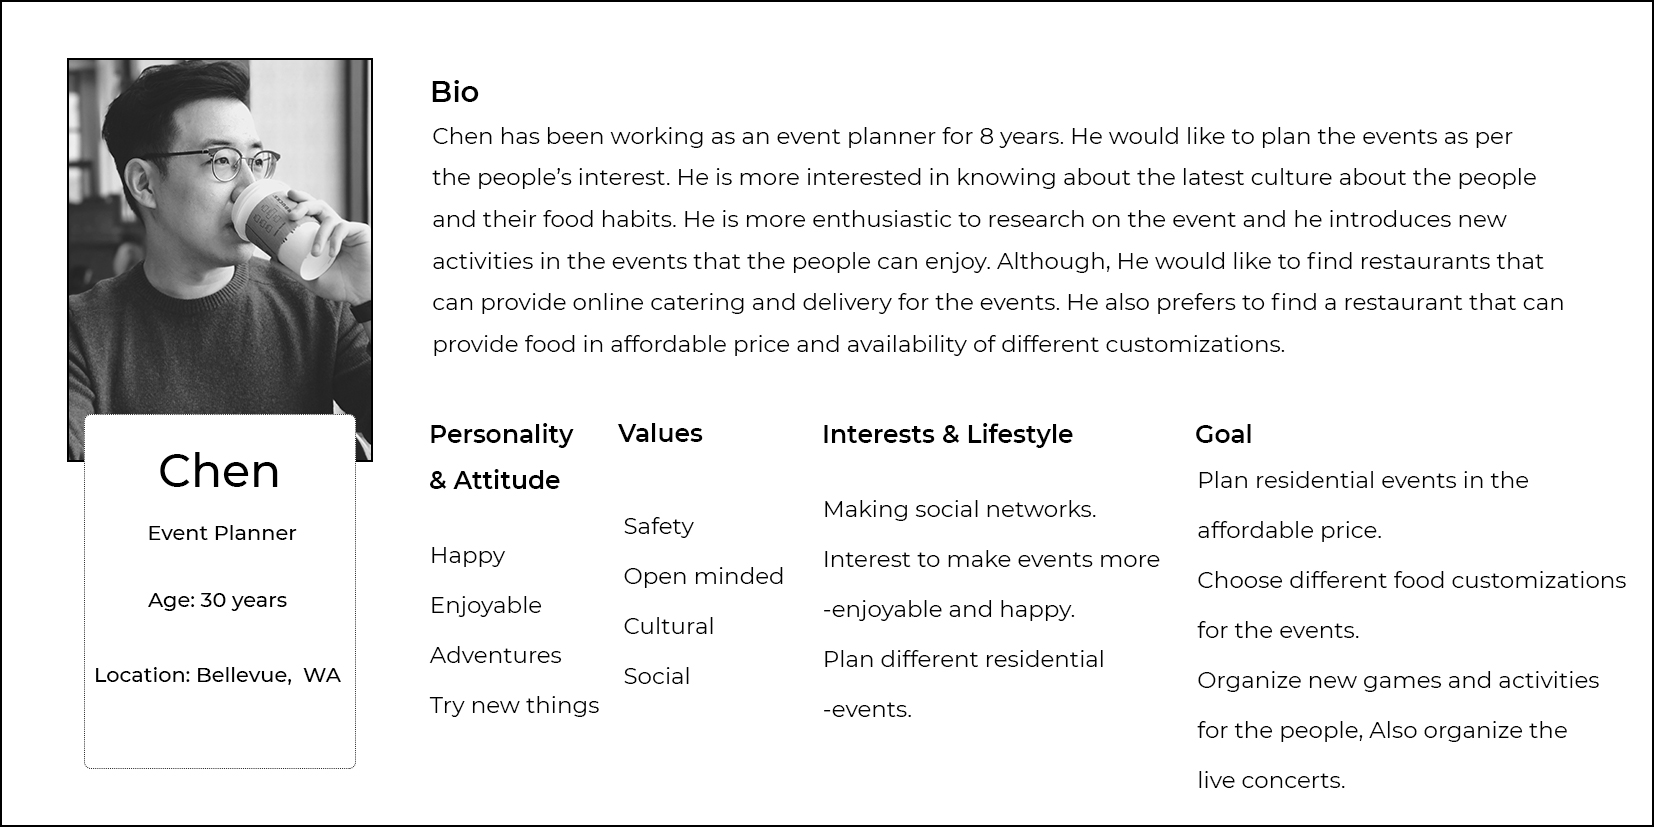 Bio
Chen has been working as an event planner for 8 years. He would like to plan the events as per
the people’s interest. He is more interested in knowing about the latest culture about the people
and their food habits. He is more enthusiastic to research on the event and he introduces new
activities in the events that the people can enjoy. Although, He would like to find restaurants that
can provide online catering and delivery for the events. He also prefers to find a restaurant that can
provide food in affordable price and availability of different customizations.
Chen
Event Planner
Age: 30 years
Location: Bellevue,  WA
Personality
& Attitude
Happy
Enjoyable
Adventures
Try new things
Values
Safety
Open minded
Cultural
Social
Interests & Lifestyle
Making social networks.
Interest to make events more
-enjoyable and happy.
Plan different residential
-events.
Goal
Plan residential events in the
affordable price.
Choose different food customizations
for the events.
Organize new games and activities
for the people, Also organize the
live concerts.